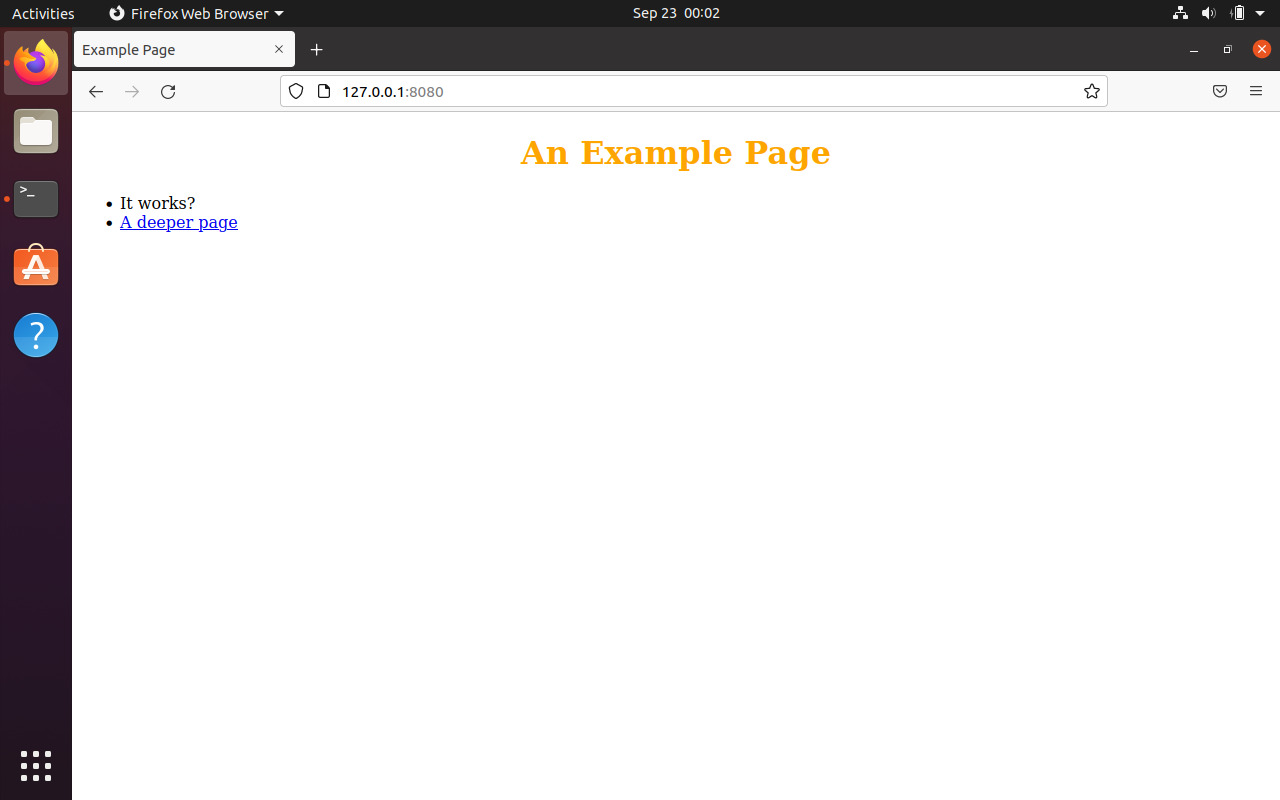 Activities
Firefox Web Browser
Sep 23 00:02
Example Page
127.0.0.1:8080
An Example Page
It works?
A deeper page